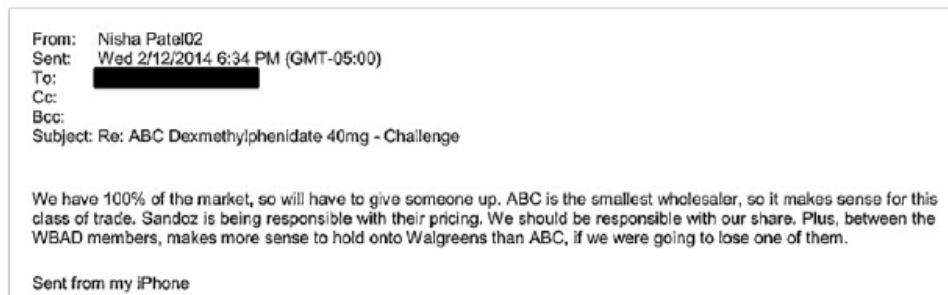 From: Nisha Patel02
Sent: Wed 2/12/2014 6:34 PM (GMT-05:00)
To:
Cc:
Bcc:
Subject: Re: ABC Dexmethylphenidate 40mg - Challenge
We have 100% of the market, so will have to give someone up. ABC is the smallest wholesaler, so it makes sense for this
class of trade. Sandoz is being responsible with their pricing. We should be responsible with our share. Plus, between the
WBAD members, makes more sense to hold onto Walgreens than ABC, if we were going to lose one of them.
Sent from my iPhone